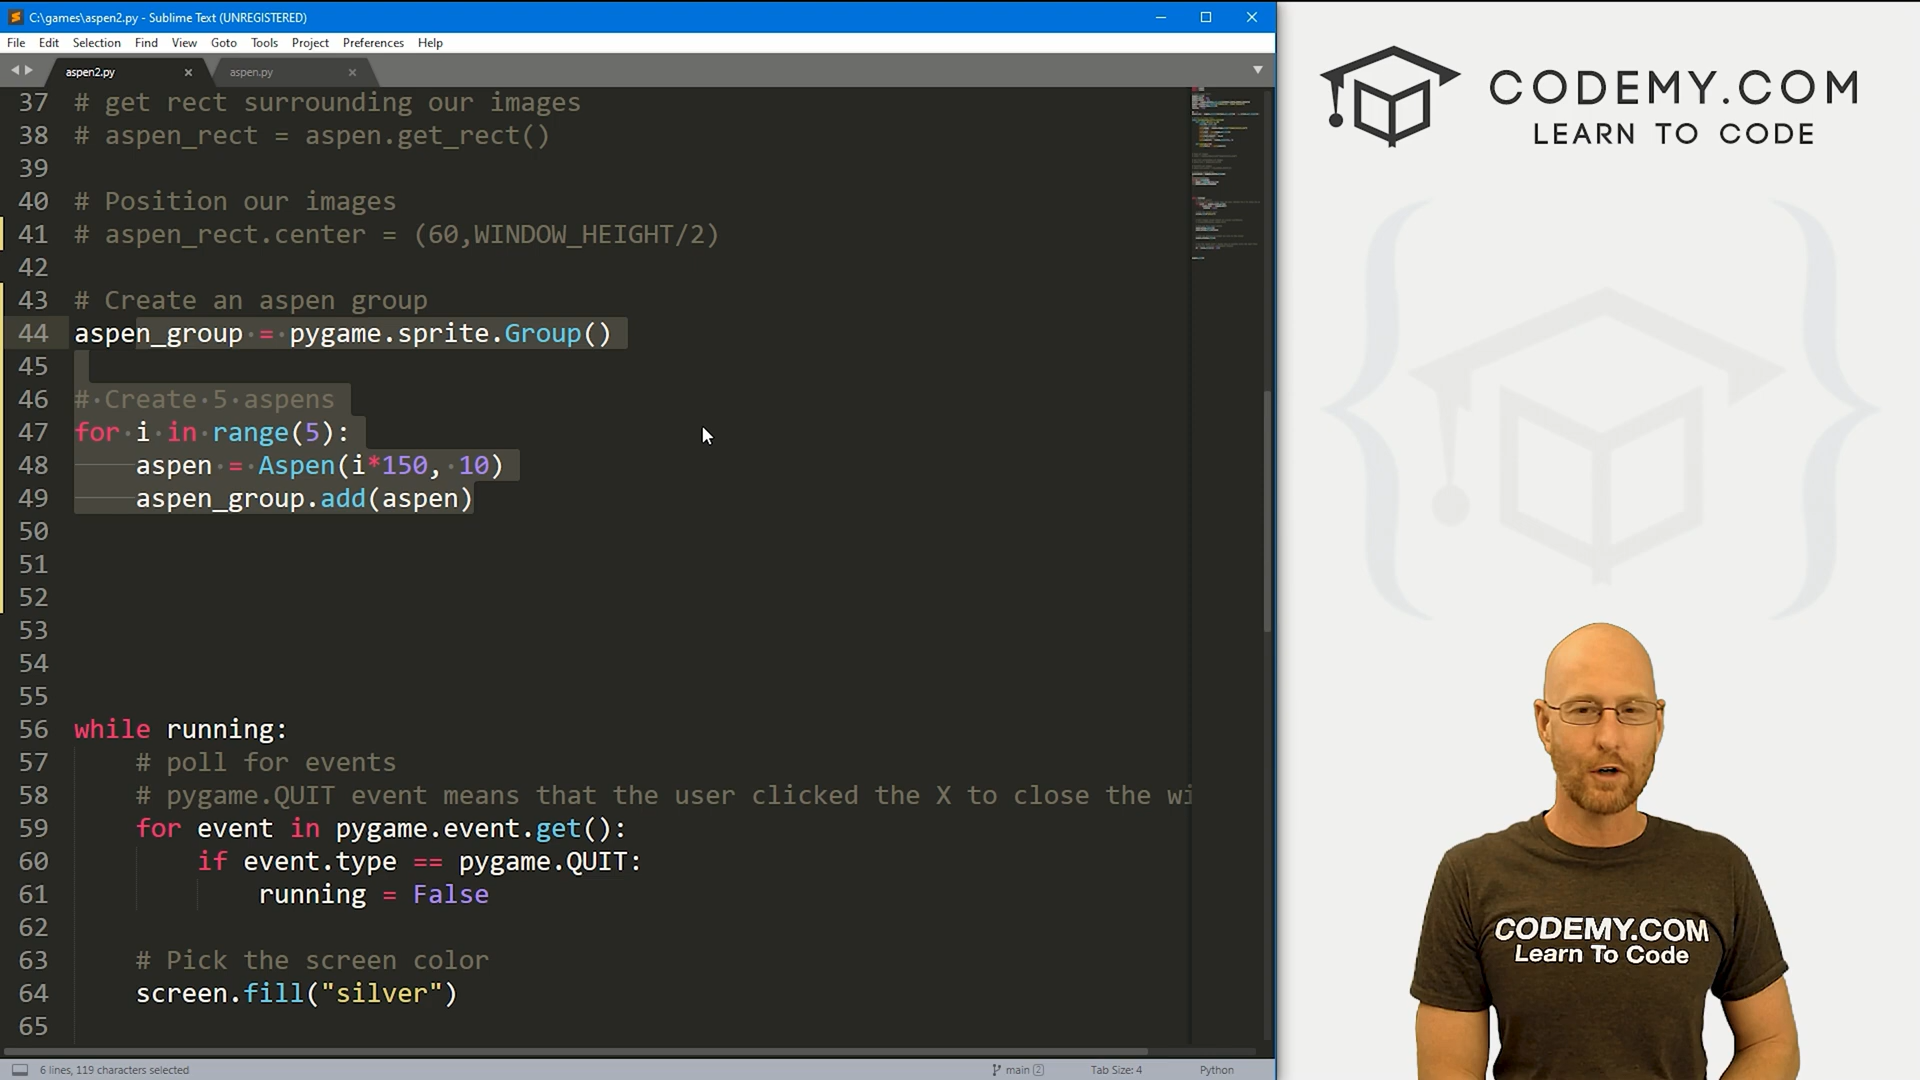 C:\games\aspen2.py - Sublime Text (UNREGISTERED)
File Edit Selection Find View Goto Tools Project Preferences Help
aspen2.py aspen.py
37 # get rect surrounding our images
38 # aspen_rect = aspen.get_rect()
39
40 # Position our images
41 # aspen_rect.center = (60,WINDOW_HEIGHT/2)
42
43 # Create an aspen group
44 aspen_group = pygame.sprite.Group()
45
46 # Create 5 aspens
47 for i in range(5):
48 aspen = Aspen(i*150, 10)
49 aspen_group.add(aspen)
50
51
52
53
54
55
56 while running:
57 # poll for events
58 # pygame.QUIT event means that the user clicked the X to close the wi
59 for event in pygame.event.get():
60 if event.type == pygame.QUIT:
61 running = False
62
63 # Pick the screen color
64 screen.fill("silver")
65
6 lines, 119 characters selected
main 2
Tab Size: 4
Python
CODEMY.COM
LEARN TO CODE
CODEMY.COM
Learn To Code